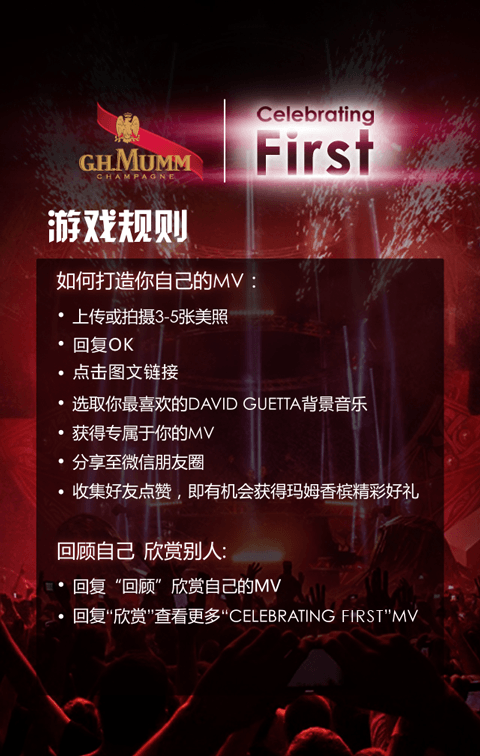 G.H.MUMM
CHAMPAGNE
Celebrating
First
游戏规则
如何打造你自己的MV：
• 上传或拍摄3-5张美照
• 回复OK
• 点击图文链接
• 选取你最喜欢的DAVID GUETTA背景音乐
• 获得专属于你的MV
• 分享至微信朋友圈
• 收集好友点赞，即有机会获得玛姆香槟精彩好礼
回顾自己 欣赏别人:
• 回复“回顾”欣赏自己的MV
• 回复“欣赏”查看更多“CELEBRATING FIRST”MV